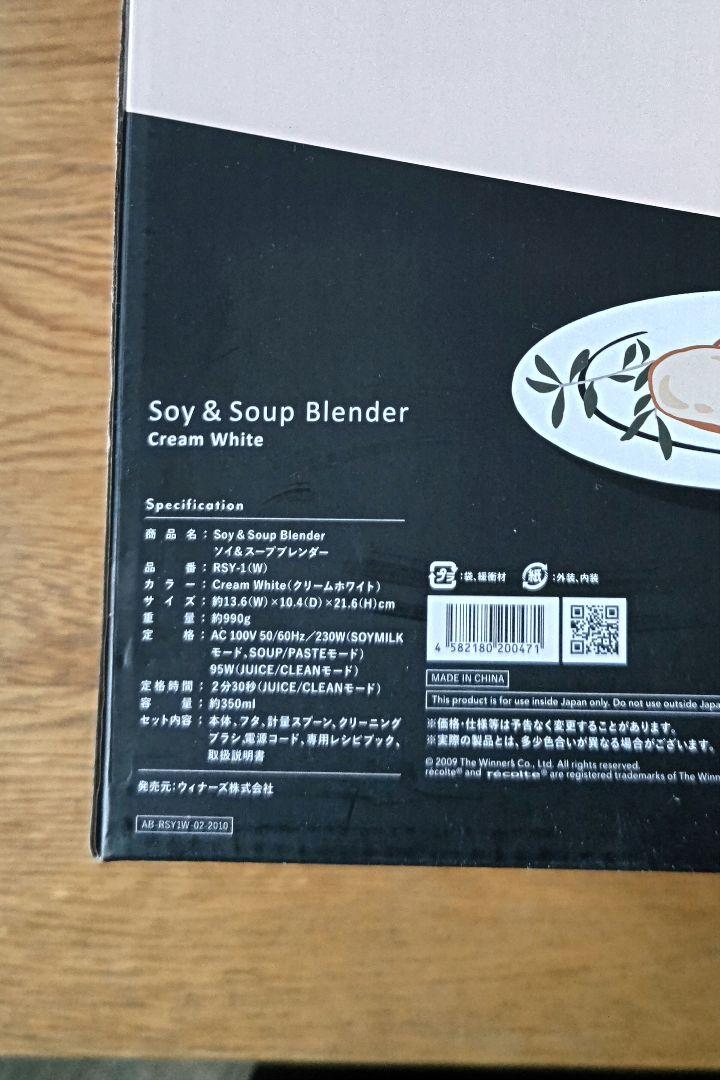 Soy & Soup Blender
Cream White
Specification
商品名：Soy & Soup Blender
ソイ&スープブレンダー
品番：RSY-1(W)
カラー：Cream White(クリームホワイト)
サイズ：約13.6(W)×10.4(D)×21.6(H)cm
重量：約990g
定格：AC 100V 50/60Hz／230W(SOYMILK
モード、SOUP/PASTEモード)
95W(JUICE/CLEANモード)
定格時間：2分30秒(JUICE/CLEANモード)
容量：約350ml
セット内容：本体、フタ、計量スプーン、クリーニング
ブラシ、電源コード、専用レシピブック、
取扱説明書
発売元：ウィナーズ株式会社
AB-RSY1W-02-2010
プラ：袋、緩衝材 紙：外装、内装
4 582180 200471
MADE IN CHINA
This product is for use inside Japan only. Do not use outside Japa
※価格・仕様等は予告なく変更することがあります。
※実際の製品とは、多少色合いが異なる場合がございます。
© 2009 The Winners Co., Ltd. All rights reserved.
récolte® and récolte® are registered trademarks of The Winn